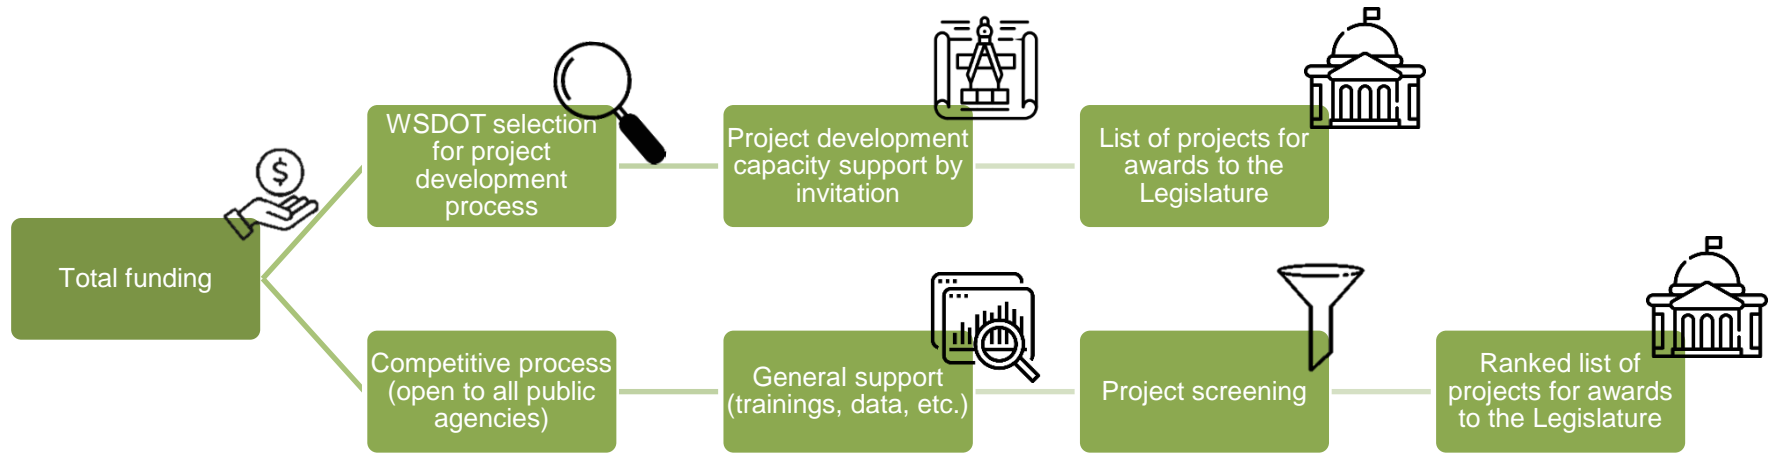 WSDOT selection
for project
development
process
Project development
capacity support by
invitation
List of projects for
awards to the
Legislature
$
Total funding
Competitive process
(open to all public
agencies)
General support
(trainings, data, etc.)
Project screening
Ranked list of
projects for awards
to the Legislature